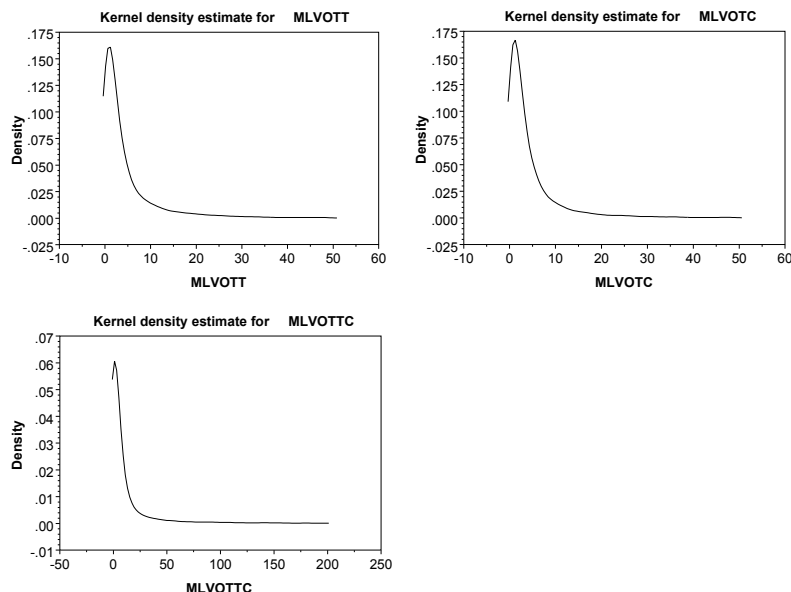 Kernel density estimate for MLVOTT
.175
.150
.125
.100
.075
.050
.025
.000
-.025
Density
-10 0 10 20 30 40 50 60
MLVOTT
Kernel density estimate for MLVOTC
.175
.150
.125
.100
.075
.050
.025
.000
-.025
Density
-10 0 10 20 30 40 50 60
MLVOTC
Kernel density estimate for MLVOTTC
.07
.06
.05
.04
.03
.02
.01
.00
-.01
Density
-50 0 50 100 150 200 250
MLVOTTC